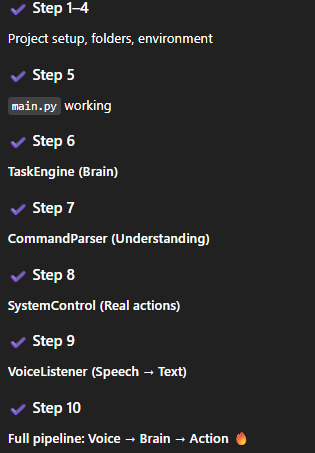 ✔ Step 1–4
Project setup, folders, environment
✔ Step 5
main.py working
✔ Step 6
TaskEngine (Brain)
✔ Step 7
CommandParser (Understanding)
✔ Step 8
SystemControl (Real actions)
✔ Step 9
VoiceListener (Speech → Text)
✔ Step 10
Full pipeline: Voice → Brain → Action 🔥